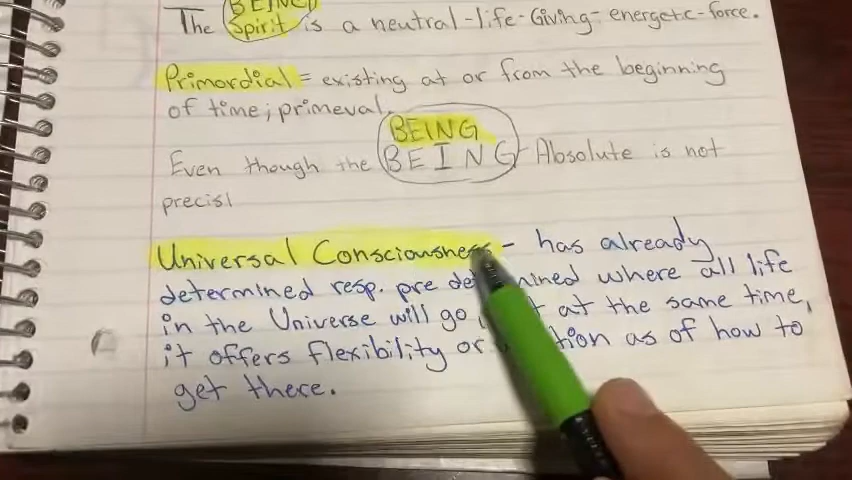 BEING
The Spirit is a neutral-life-Giving-energetic-force.
Primordial = existing at or from the beginning
of time; primeval.
BEING
Even though the BEING Absolute is not
precisl
Universal Consciousness - has already
determined resp. pre determined where all life
in the Universe will go at the same time,
it offers flexibility or as of how to
get there.